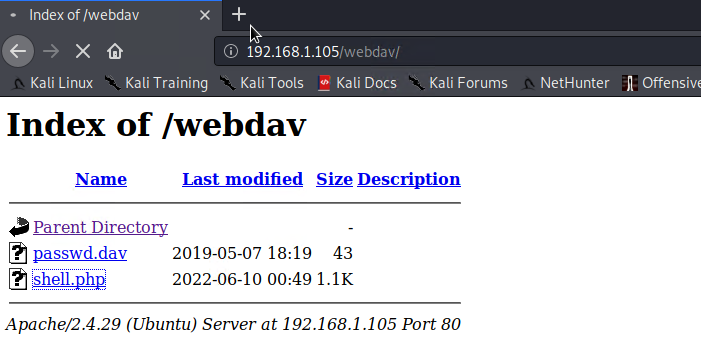 Index of /webdav
192.168.1.105/webdav/
Kali Linux Kali Training Kali Tools Kali Docs Kali Forums NetHunter Offensive
Index of /webdav
Name Last modified Size Description
Parent Directory -
passwd.dav 2019-05-07 18:19 43
shell.php 2022-06-10 00:49 1.1K
Apache/2.4.29 (Ubuntu) Server at 192.168.1.105 Port 80